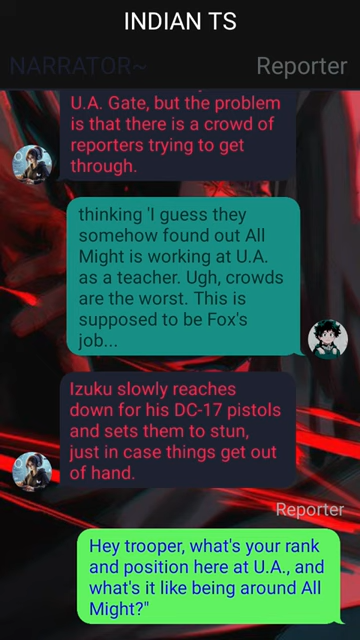 INDIAN TS
NARRATOR~
Reporter
U.A. Gate, but the problem
is that there is a crowd of
reporters trying to get
through.
thinking 'I guess they
somehow found out All
Might is working at U.A.
as a teacher. Ugh, crowds
are the worst. This is
supposed to be Fox's
job...
Izuku slowly reaches
down for his DC-17 pistols
and sets them to stun,
just in case things get out
of hand.
Reporter
Hey trooper, what's your rank
and position here at U.A., and
what's it like being around All
Might?"